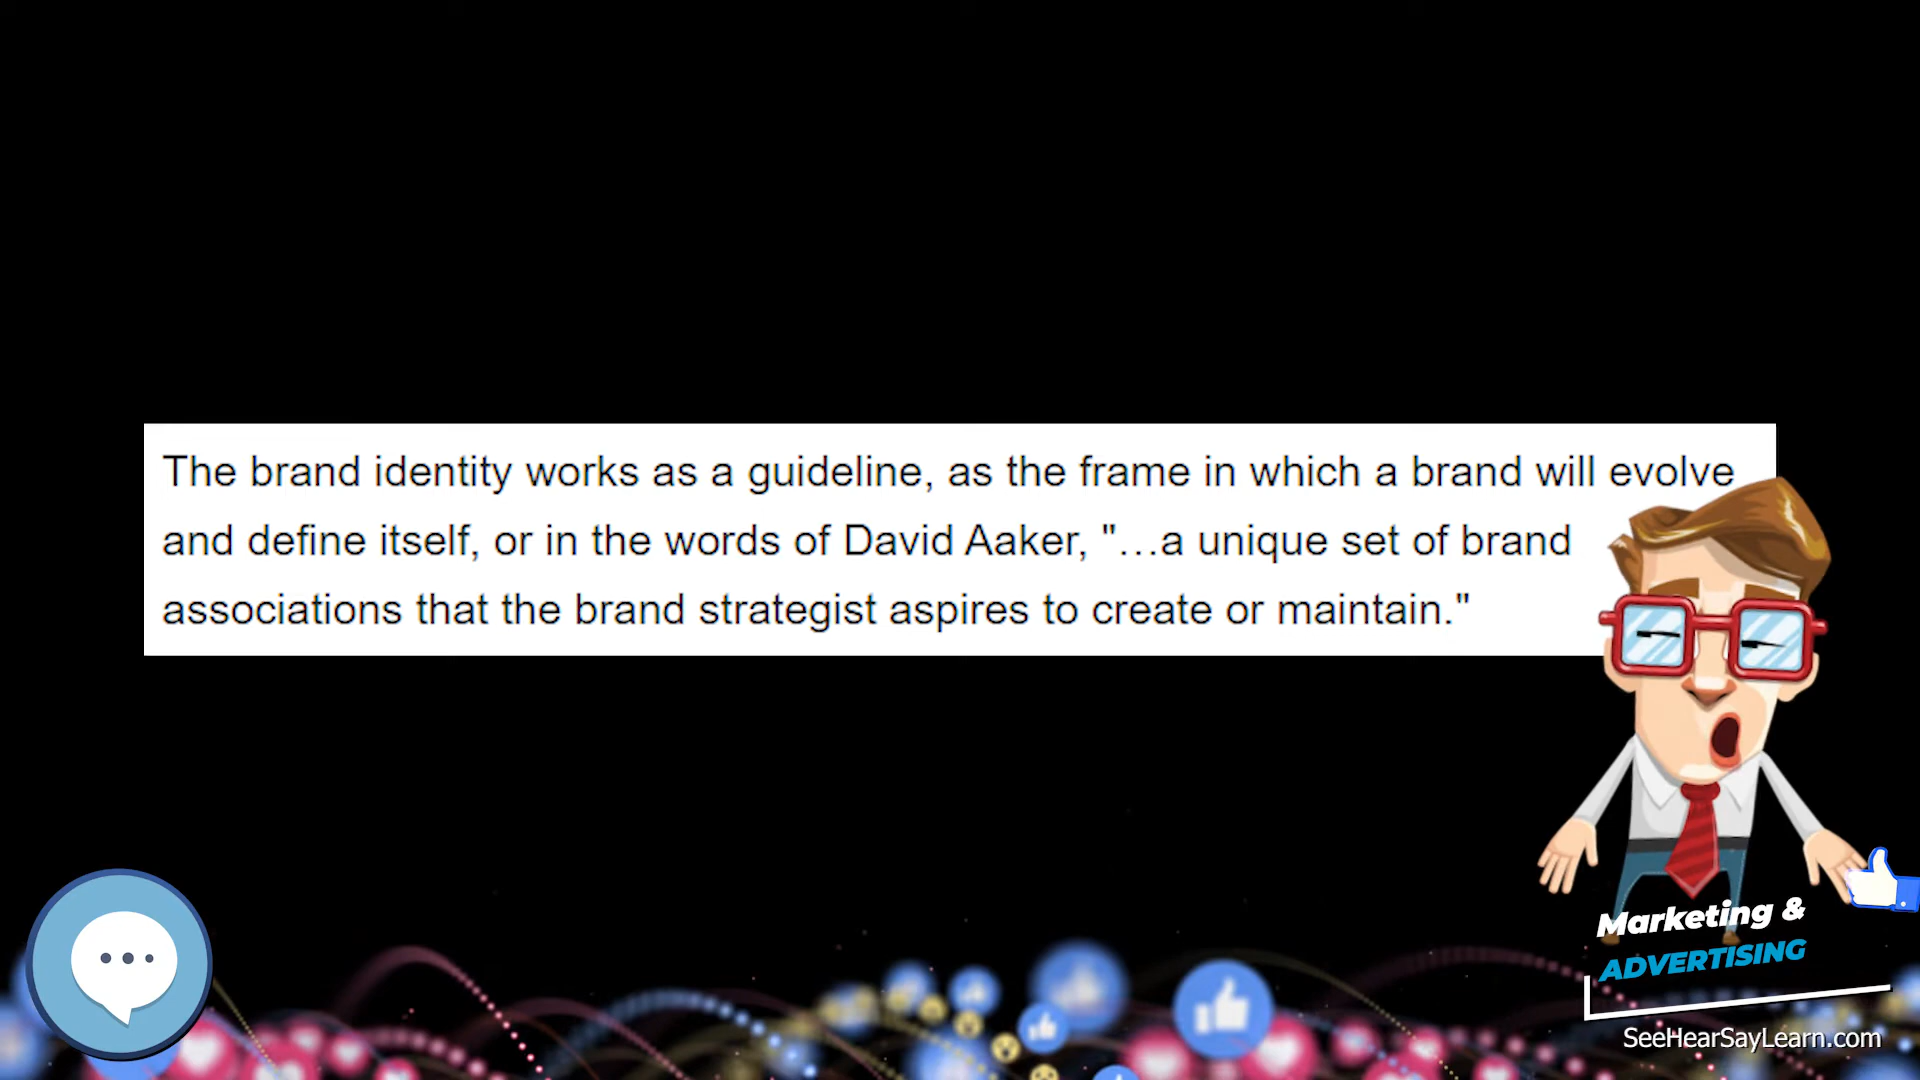 The brand identity works as a guideline, as the frame in which a brand will evolve
and define itself, or in the words of David Aaker, "…a unique set of brand
associations that the brand strategist aspires to create or maintain."
Marketing &
ADVERTISING
SeeHearSayLearn.com